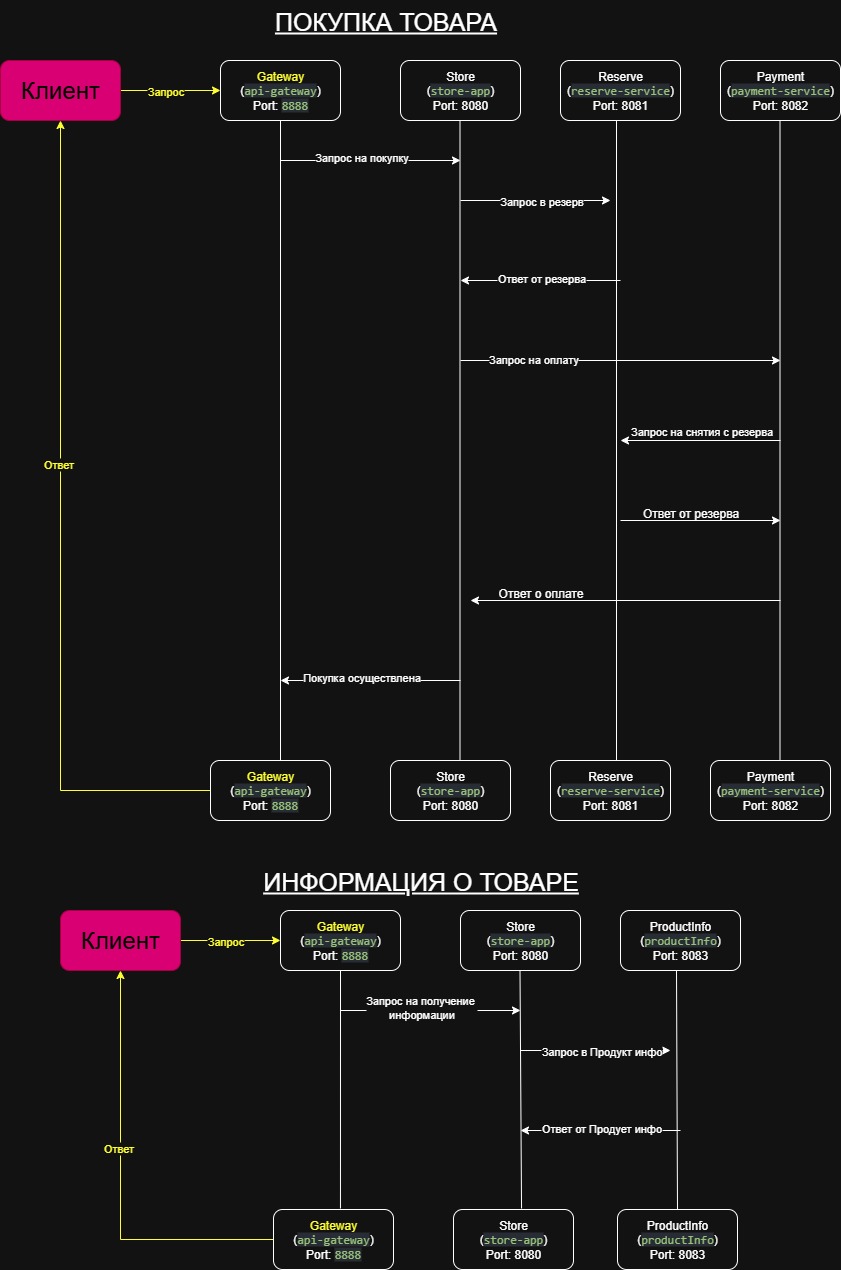 ПОКУПКА ТОВАРА
Клиент
Запрос
Gateway
(api-gateway)
Port: 8888
Store
(store-app)
Port: 8080
Reserve
(reserve-service)
Port: 8081
Payment
(payment-service)
Port: 8082
Запрос на покупку
Запрос в резерв
Ответ от резерва
Запрос на оплату
Запрос на снятия с резерва
Ответ
Ответ от резерва
Ответ о оплате
Покупка осуществлена
Gateway
(api-gateway)
Port: 8888
Store
(store-app)
Port: 8080
Reserve
(reserve-service)
Port: 8081
Payment
(payment-service)
Port: 8082
ИНФОРМАЦИЯ О ТОВАРЕ
Клиент
Запрос
Gateway
(api-gateway)
Port: 8888
Store
(store-app)
Port: 8080
ProductInfo
(productInfo)
Port: 8083
Запрос на получение
информации
Запрос в Продукт инфо
Ответ от Продует инфо
Ответ
Gateway
(api-gateway)
Port: 8888
Store
(store-app)
Port: 8080
ProductInfo
(productInfo)
Port: 8083